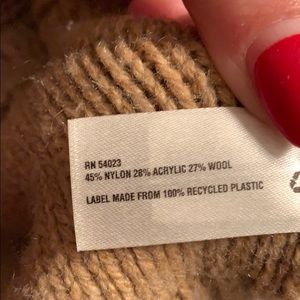 RN 54023
45% NYLON 28% ACRYLIC 27% WOOL
LABEL MADE FROM 100% RECYCLED PLASTIC